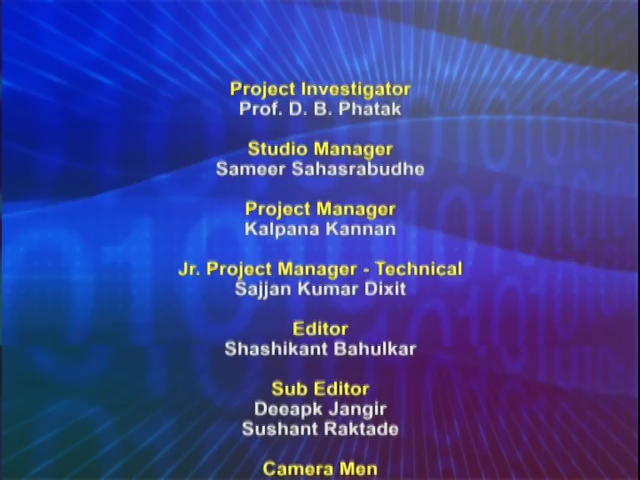 Project Investigator
Prof. D. B. Phatak
Studio Manager
Sameer Sahasrabudhe
Project Manager
Kalpana Kannan
Jr. Project Manager - Technical
Sajjan Kumar Dixit
Editor
Shashikant Bahulkar
Sub Editor
Deeapk Jangir
Sushant Raktade
Camera Men